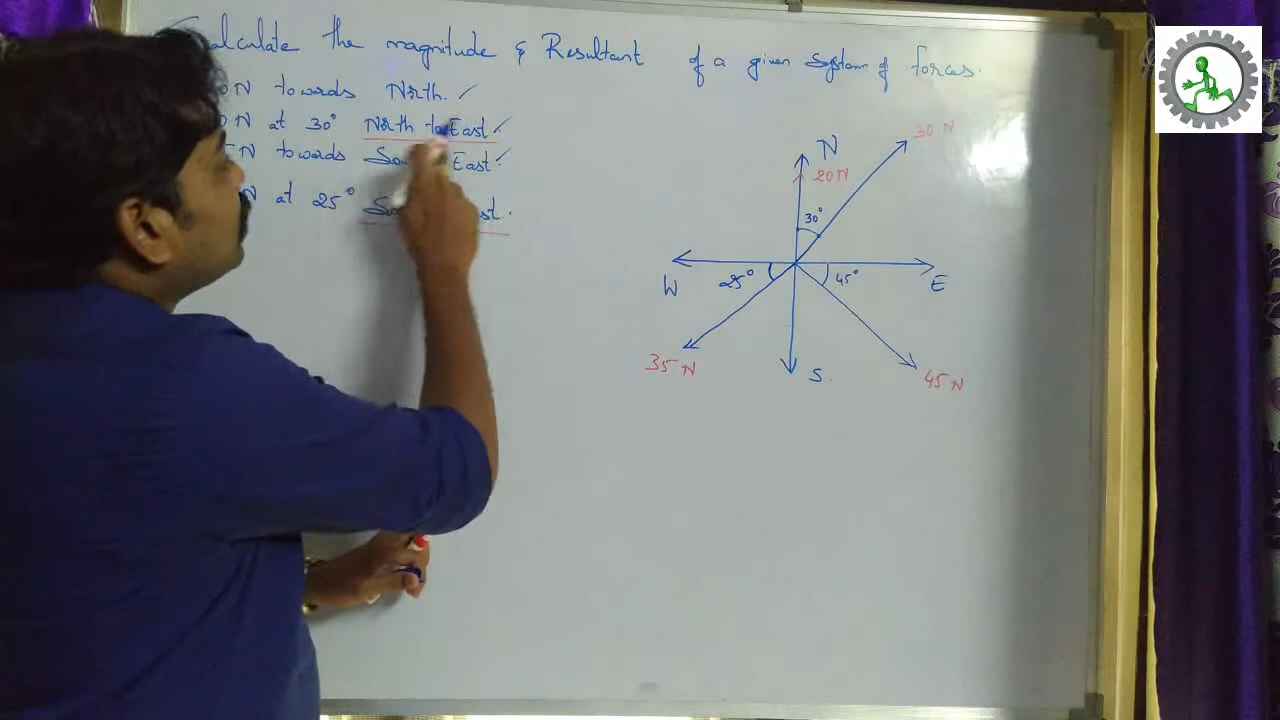 Calculate the magnitude & Resultant of a given System of forces.
N towards North.
N at 30° North to East
N towards East
N at 25°
N
30 N
20N
30°
W
25°
45°
E
35 N
S.
45 N